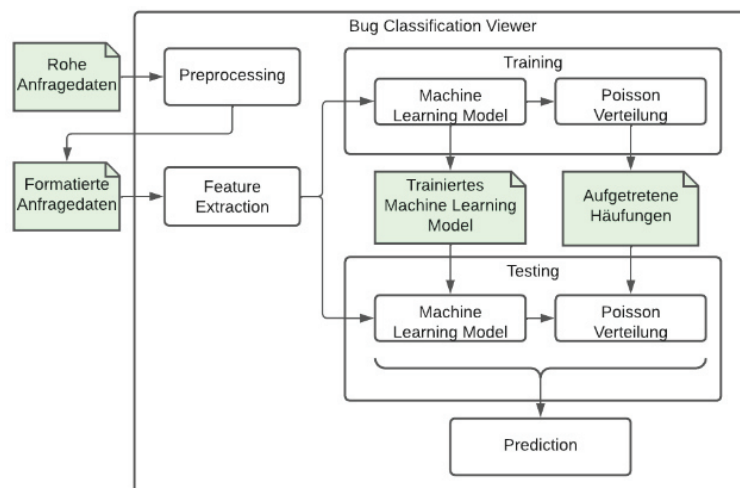 Bug Classification Viewer
Rohe
Anfragedaten
Preprocessing
Training
Machine
Learning Model
Poisson
Verteilung
Formatierte
Anfragedaten
Feature
Extraction
Trainiertes
Machine Learning
Model
Aufgetretene
Häufungen
Testing
Machine
Learning Model
Poisson
Verteilung
Prediction